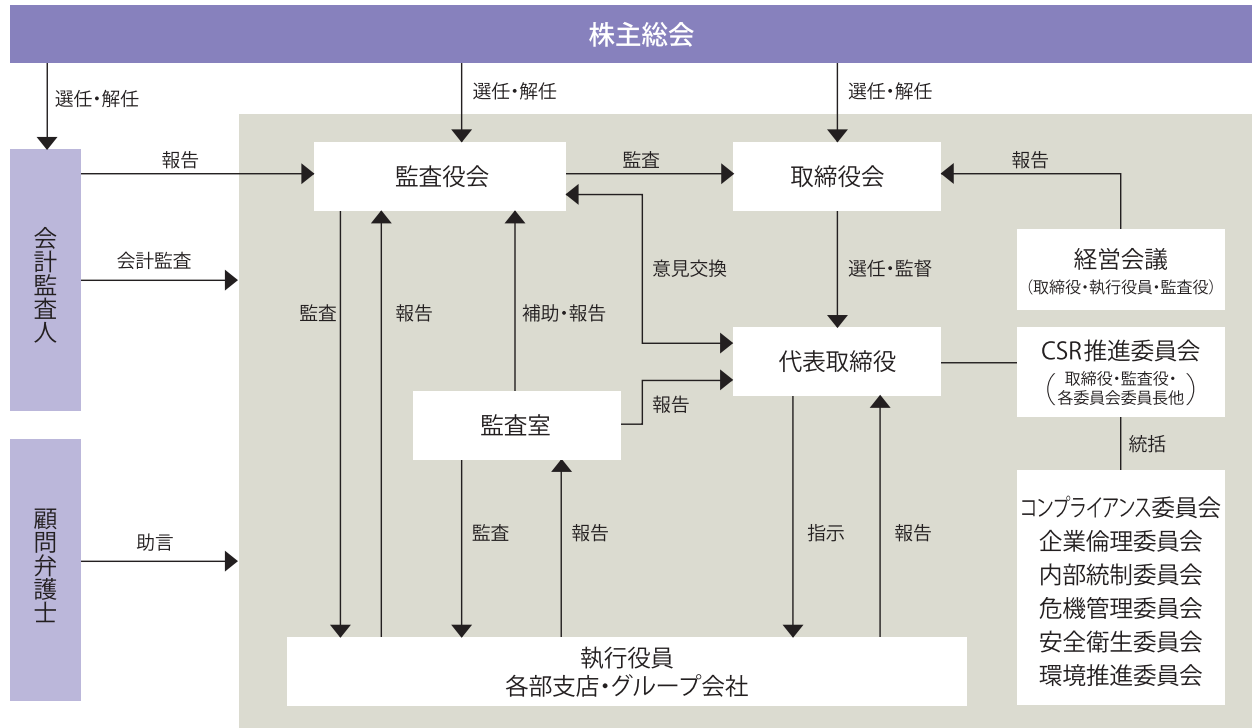 株主総会
選任・解任
選任・解任
選任・解任
報告
監査役会
監査
取締役会
報告
会計監査人
会計監査
意見交換
選任・監督
経営会議
（取締役・執行役員・監査役）
監査
報告
補助・報告
代表取締役
CSR推進委員会
（取締役・監査役・
各委員会委員長他）
監査室
報告
統括
顧問弁護士
助言
監査
報告
指示
報告
コンプライアンス委員会
企業倫理委員会
内部統制委員会
危機管理委員会
安全衛生委員会
環境推進委員会
執行役員
各部支店・グループ会社